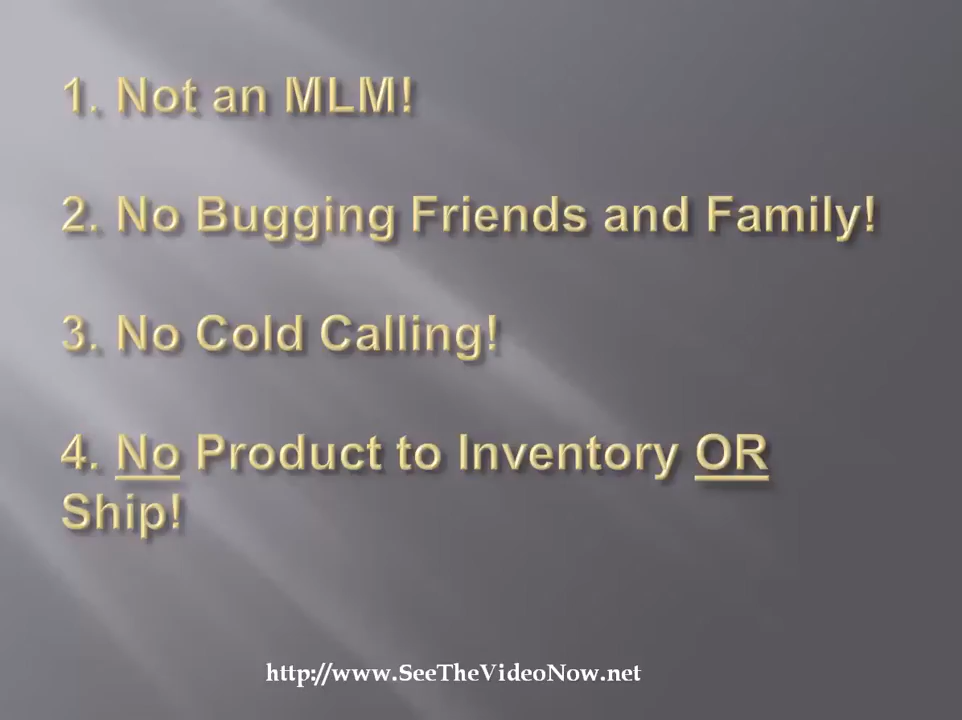 1. Not an MLM!
2. No Bugging Friends and Family!
3. No Cold Calling!
4. No Product to Inventory OR
Ship!
http://www.SeeTheVideoNow.net